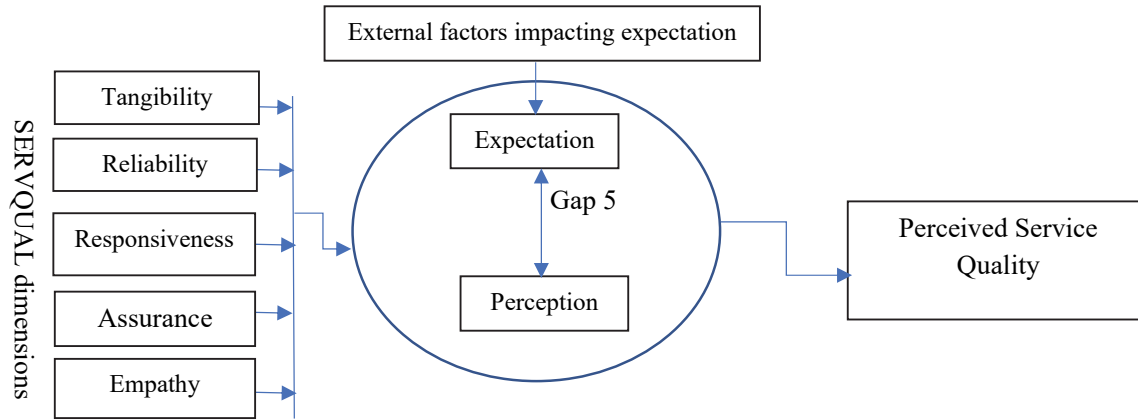 External factors impacting expectation
SERVQUAL dimensions
Tangibility
Reliability
Responsiveness
Assurance
Empathy
Expectation
Gap 5
Perception
Perceived Service
Quality